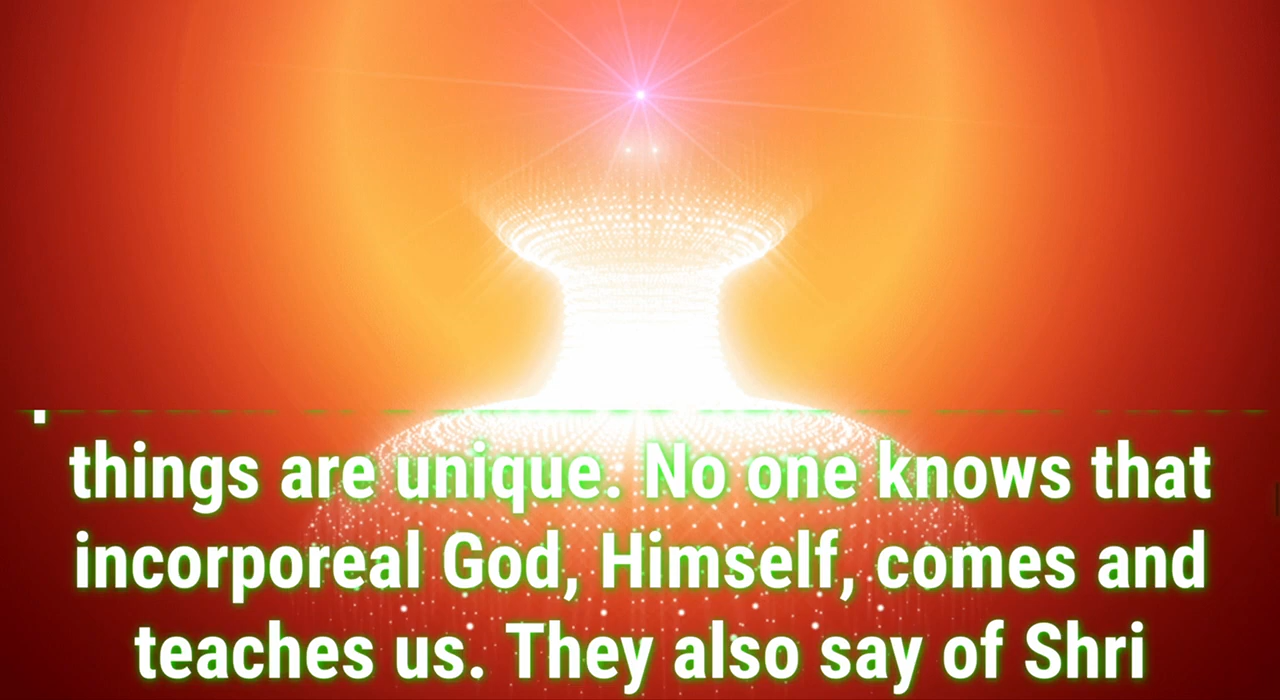 things are unique. No one knows that
incorporeal God, Himself, comes and
teaches us. They also say of Shri